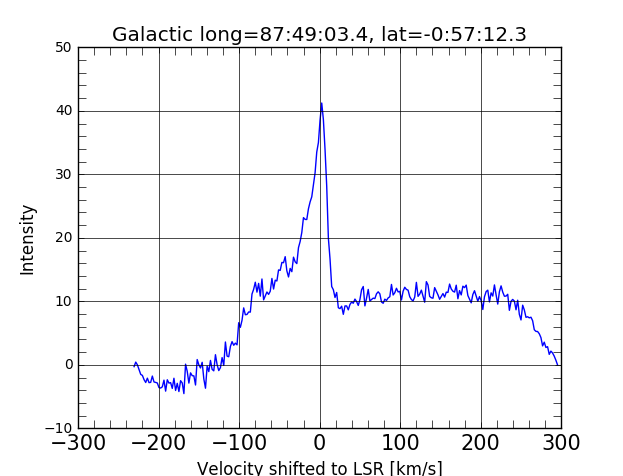 Galactic long=87:49:03.4, lat=-0:57:12.3
50
40
30
20
10
0
−10
Intensity
−300 −200 −100 0 100 200 300
Velocity shifted to LSR [km/s]